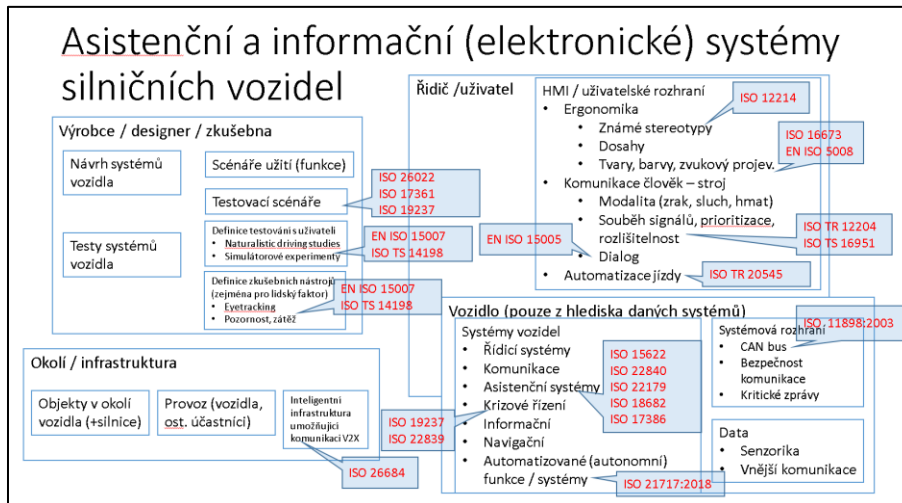 Asistenční a informační (elektronické) systémy
silničních vozidel
Výrobce / designer / zkušebna
Návrh systémů
vozidla
Scénáře užití (funkce)
Testovací scénáře
ISO 26022
ISO 17361
ISO 19237
Testy systémů
vozidla
Definice testování s uživateli
• Naturalistic driving studies
• Simulátorové experimenty
EN ISO 15007
ISO TS 14198
Definice zkušebních nástrojů
(zejména pro lidský faktor)
• Eyetracking
• Pozornost, zátěž
EN ISO 15007
ISO TS 14198
Řidič /uživatel
HMI / uživatelské rozhraní
• Ergonomika
• Známé stereotypy
• Dosahy
• Tvary, barvy, zvukový projev.
• Komunikace člověk – stroj
• Modalita (zrak, sluch, hmat)
• Souběh signálů, prioritizace,
rozlišitelnost
• Dialog
• Automatizace jízdy
ISO 12214
ISO 16673
EN ISO 5008
ISO TR 12204
ISO TS 16951
EN ISO 15005
ISO TR 20545
Okolí / infrastruktura
Objekty v okolí
vozidla (+silnice)
Provoz (vozidla,
ost. účastníci)
Inteligentní
infrastruktura
umožňující
komunikaci V2X
ISO 26684
Vozidlo (pouze z hlediska daných systémů)
Systémy vozidel
• Řídicí systémy
• Komunikace
• Asistenční systémy
• Krizové řízení
• Informační
• Navigační
• Automatizované (autonomní)
funkce / systémy
ISO 15622
ISO 22840
ISO 22179
ISO 18682
ISO 17386
ISO 19237
ISO 22839
ISO 21717:2018
Systémová rozhraní
• CAN bus
• Bezpečnost
komunikace
• Kritické zprávy
ISO 11898:2003
Data
• Senzorika
• Vnější komunikace